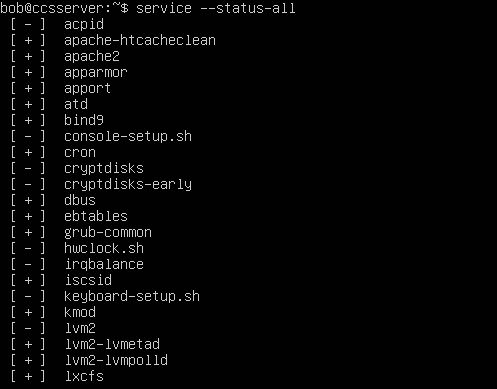 bob@ccsserver:~$ service --status-all
[ - ] acpid
[ + ] apache-htcacheclean
[ + ] apache2
[ + ] apparmor
[ + ] apport
[ + ] atd
[ + ] bind9
[ - ] console-setup.sh
[ + ] cron
[ - ] cryptdisks
[ - ] cryptdisks-early
[ + ] dbus
[ + ] ebtables
[ + ] grub-common
[ - ] hwclock.sh
[ - ] irqbalance
[ + ] iscsid
[ - ] keyboard-setup.sh
[ + ] kmod
[ - ] lvm2
[ + ] lvm2-lvmetad
[ + ] lvm2-lvmpolld
[ + ] lxcfs